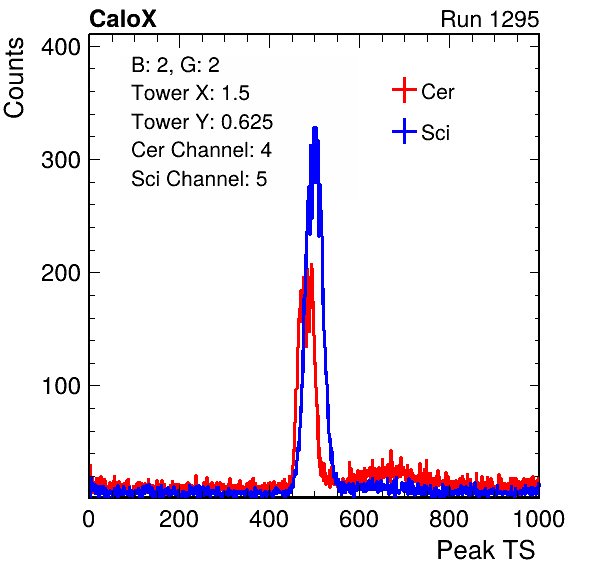 CaloX Run 1295
Counts
400
300
200
100
B: 2, G: 2
Tower X: 1.5
Tower Y: 0.625
Cer Channel: 4
Sci Channel: 5
Cer
Sci
0 200 400 600 800 1000
Peak TS